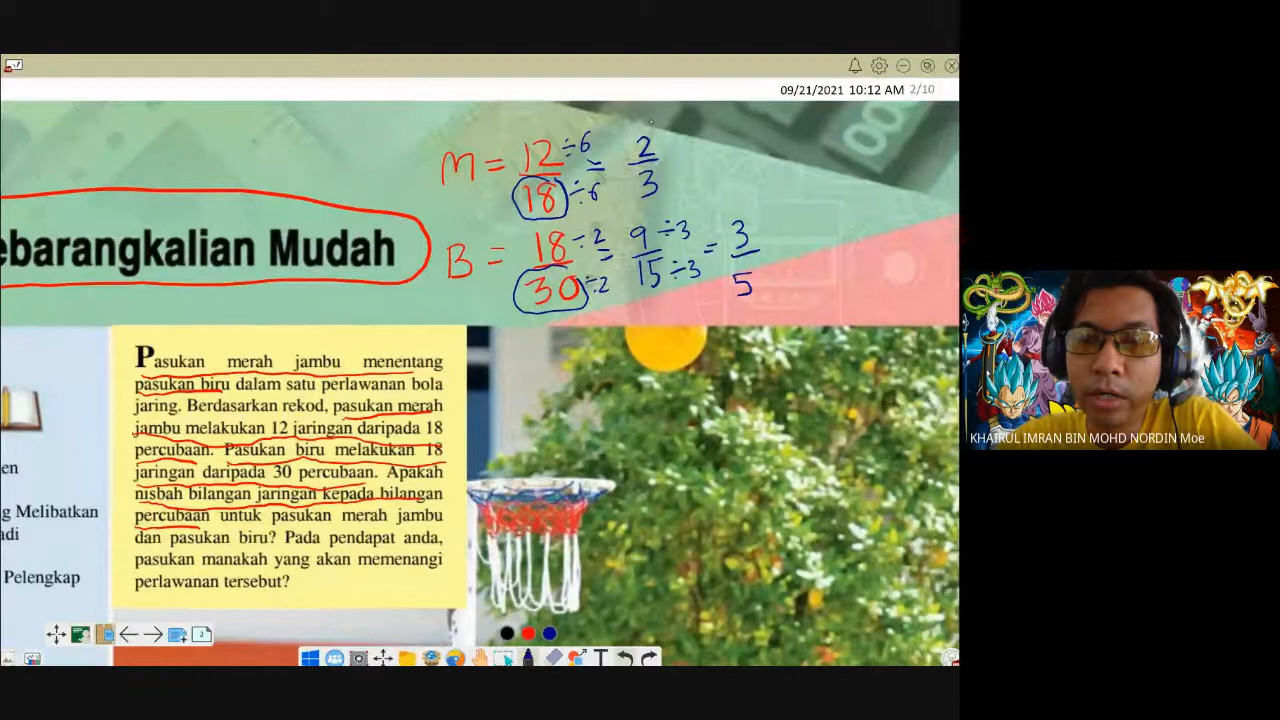 09/21/2021 10:12 AM 2/10
M = 12/18 ÷6/÷6 = 2/3
B = 18/30 ÷2/÷2 = 9/15 ÷3/÷3 = 3/5
ebarangkalian Mudah
Pasukan merah jambu menentang
pasukan biru dalam satu perlawanan bola
jaring. Berdasarkan rekod, pasukan merah
jambu melakukan 12 jaringan daripada 18
percubaan. Pasukan biru melakukan 18
jaringan daripada 30 percubaan. Apakah
nisbah bilangan jaringan kepada bilangan
percubaan untuk pasukan merah jambu
dan pasukan biru? Pada pendapat anda,
pasukan manakah yang akan memenangi
perlawanan tersebut?
en
g Melibatkan
adi
Pelengkap
2
T
KHAIRUL IMRAN BIN MOHD NORDIN Moe